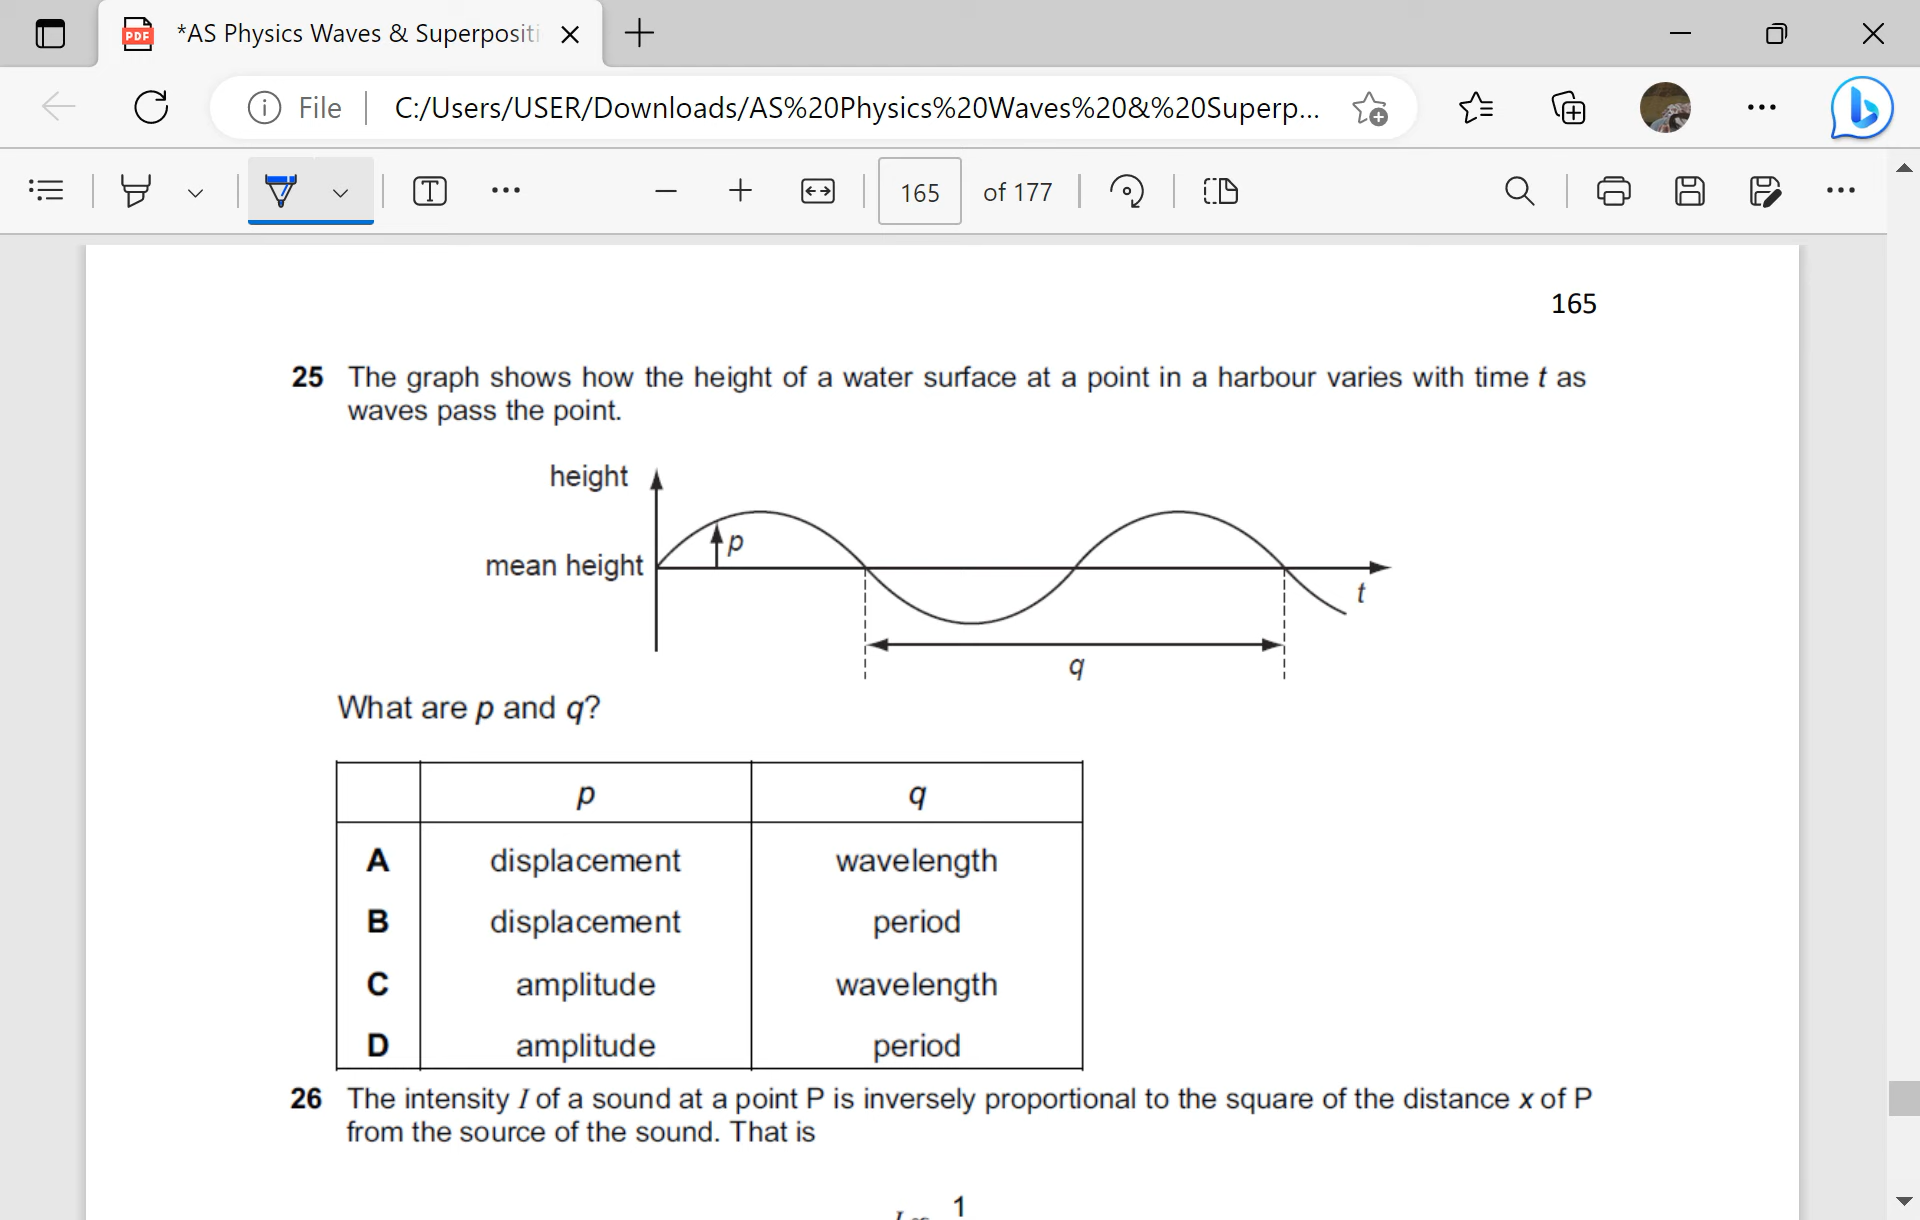 *AS Physics Waves & Superpositi
File
C:/Users/USER/Downloads/AS%20Physics%20Waves%20&%20Superp...
165 of 177
165
25 The graph shows how the height of a water surface at a point in a harbour varies with time t as
waves pass the point.
height
p
mean height
t
q
What are p and q?
p q
A displacement wavelength
B displacement period
C amplitude wavelength
D amplitude period
26 The intensity I of a sound at a point P is inversely proportional to the square of the distance x of P
from the source of the sound. That is
1